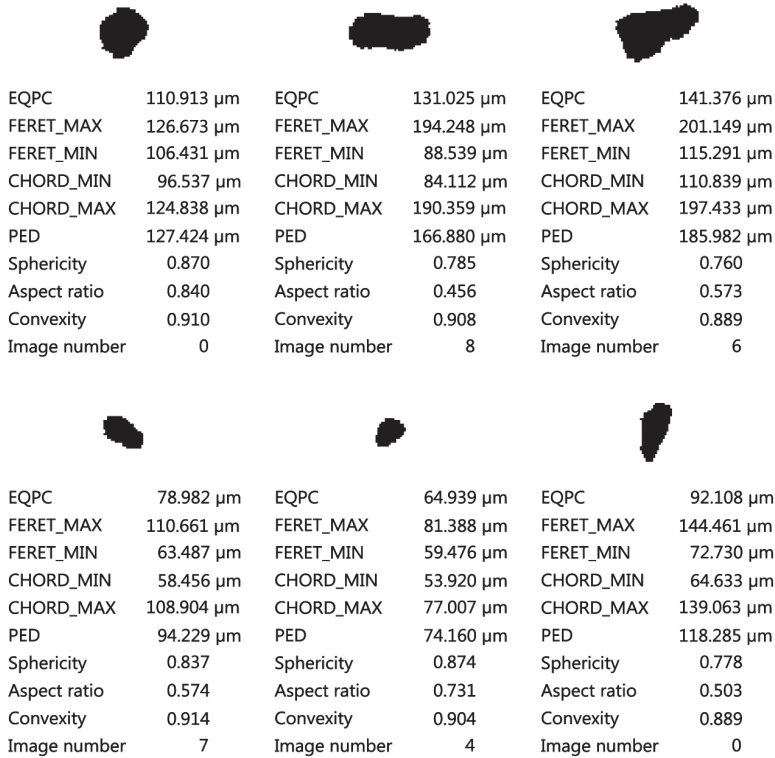 EQPC 110.913 µm EQPC 131.025 µm EQPC 141.376 µm
FERET_MAX 126.673 µm FERET_MAX 194.248 µm FERET_MAX 201.149 µm
FERET_MIN 106.431 µm FERET_MIN 88.539 µm FERET_MIN 115.291 µm
CHORD_MIN 96.537 µm CHORD_MIN 84.112 µm CHORD_MIN 110.839 µm
CHORD_MAX 124.838 µm CHORD_MAX 190.359 µm CHORD_MAX 197.433 µm
PED 127.424 µm PED 166.880 µm PED 185.982 µm
Sphericity 0.870 Sphericity 0.785 Sphericity 0.760
Aspect ratio 0.840 Aspect ratio 0.456 Aspect ratio 0.573
Convexity 0.910 Convexity 0.908 Convexity 0.889
Image number 0 Image number 8 Image number 6
EQPC 78.982 µm EQPC 64.939 µm EQPC 92.108 µm
FERET_MAX 110.661 µm FERET_MAX 81.388 µm FERET_MAX 144.461 µm
FERET_MIN 63.487 µm FERET_MIN 59.476 µm FERET_MIN 72.730 µm
CHORD_MIN 58.456 µm CHORD_MIN 53.920 µm CHORD_MIN 64.633 µm
CHORD_MAX 108.904 µm CHORD_MAX 77.007 µm CHORD_MAX 139.063 µm
PED 94.229 µm PED 74.160 µm PED 118.285 µm
Sphericity 0.837 Sphericity 0.874 Sphericity 0.778
Aspect ratio 0.574 Aspect ratio 0.731 Aspect ratio 0.503
Convexity 0.914 Convexity 0.904 Convexity 0.889
Image number 7 Image number 4 Image number 0